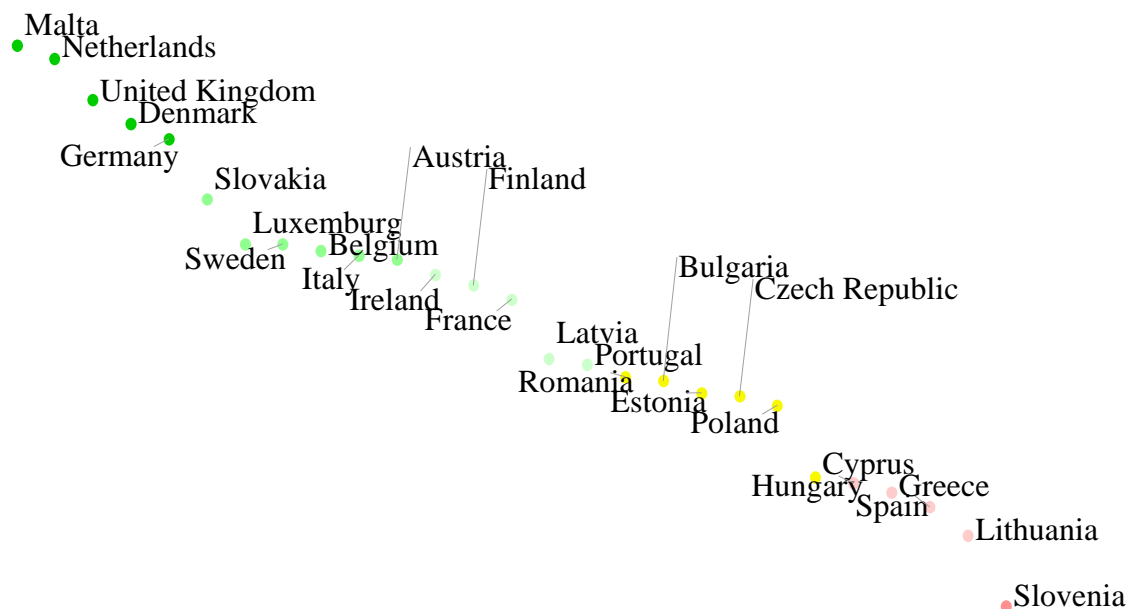 Malta
Netherlands
United Kingdom
Denmark
Germany
Austria
Finland
Slovakia
Luxemburg
Belgium
Sweden
Italy
Ireland
France
Bulgaria
Czech Republic
Latvia
Portugal
Romania
Estonia
Poland
Cyprus
Hungary
Greece
Spain
Lithuania
Slovenia